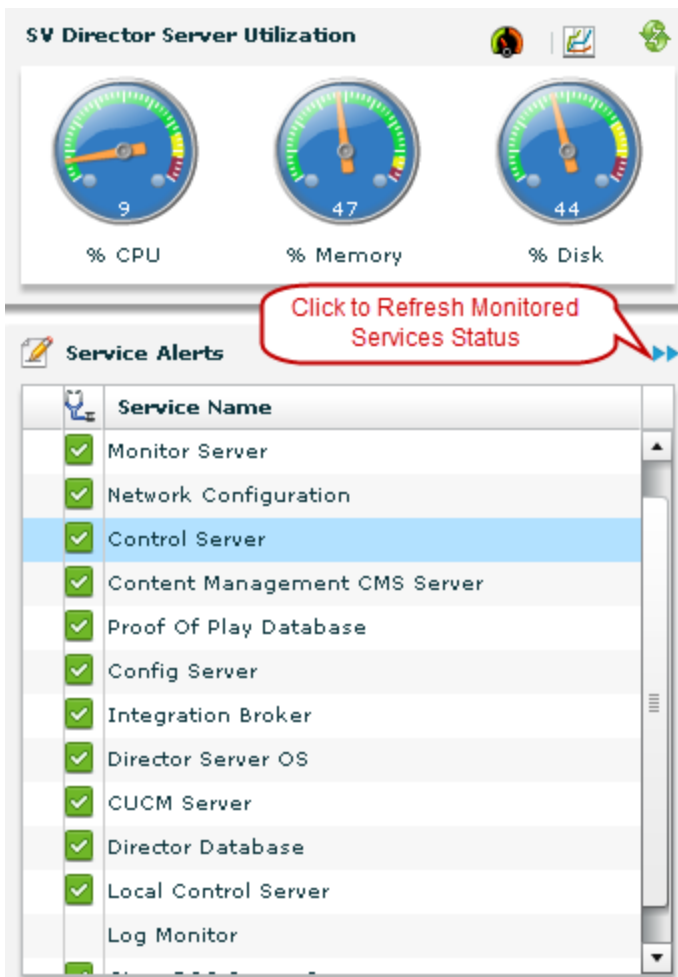 SV Director Server Utilization
9
47
44
% CPU
% Memory
% Disk
Click to Refresh Monitored
Services Status
Service Alerts
Service Name
Monitor Server
Network Configuration
Control Server
Content Management CMS Server
Proof Of Play Database
Config Server
Integration Broker
Director Server OS
CUCM Server
Director Database
Local Control Server
Log Monitor